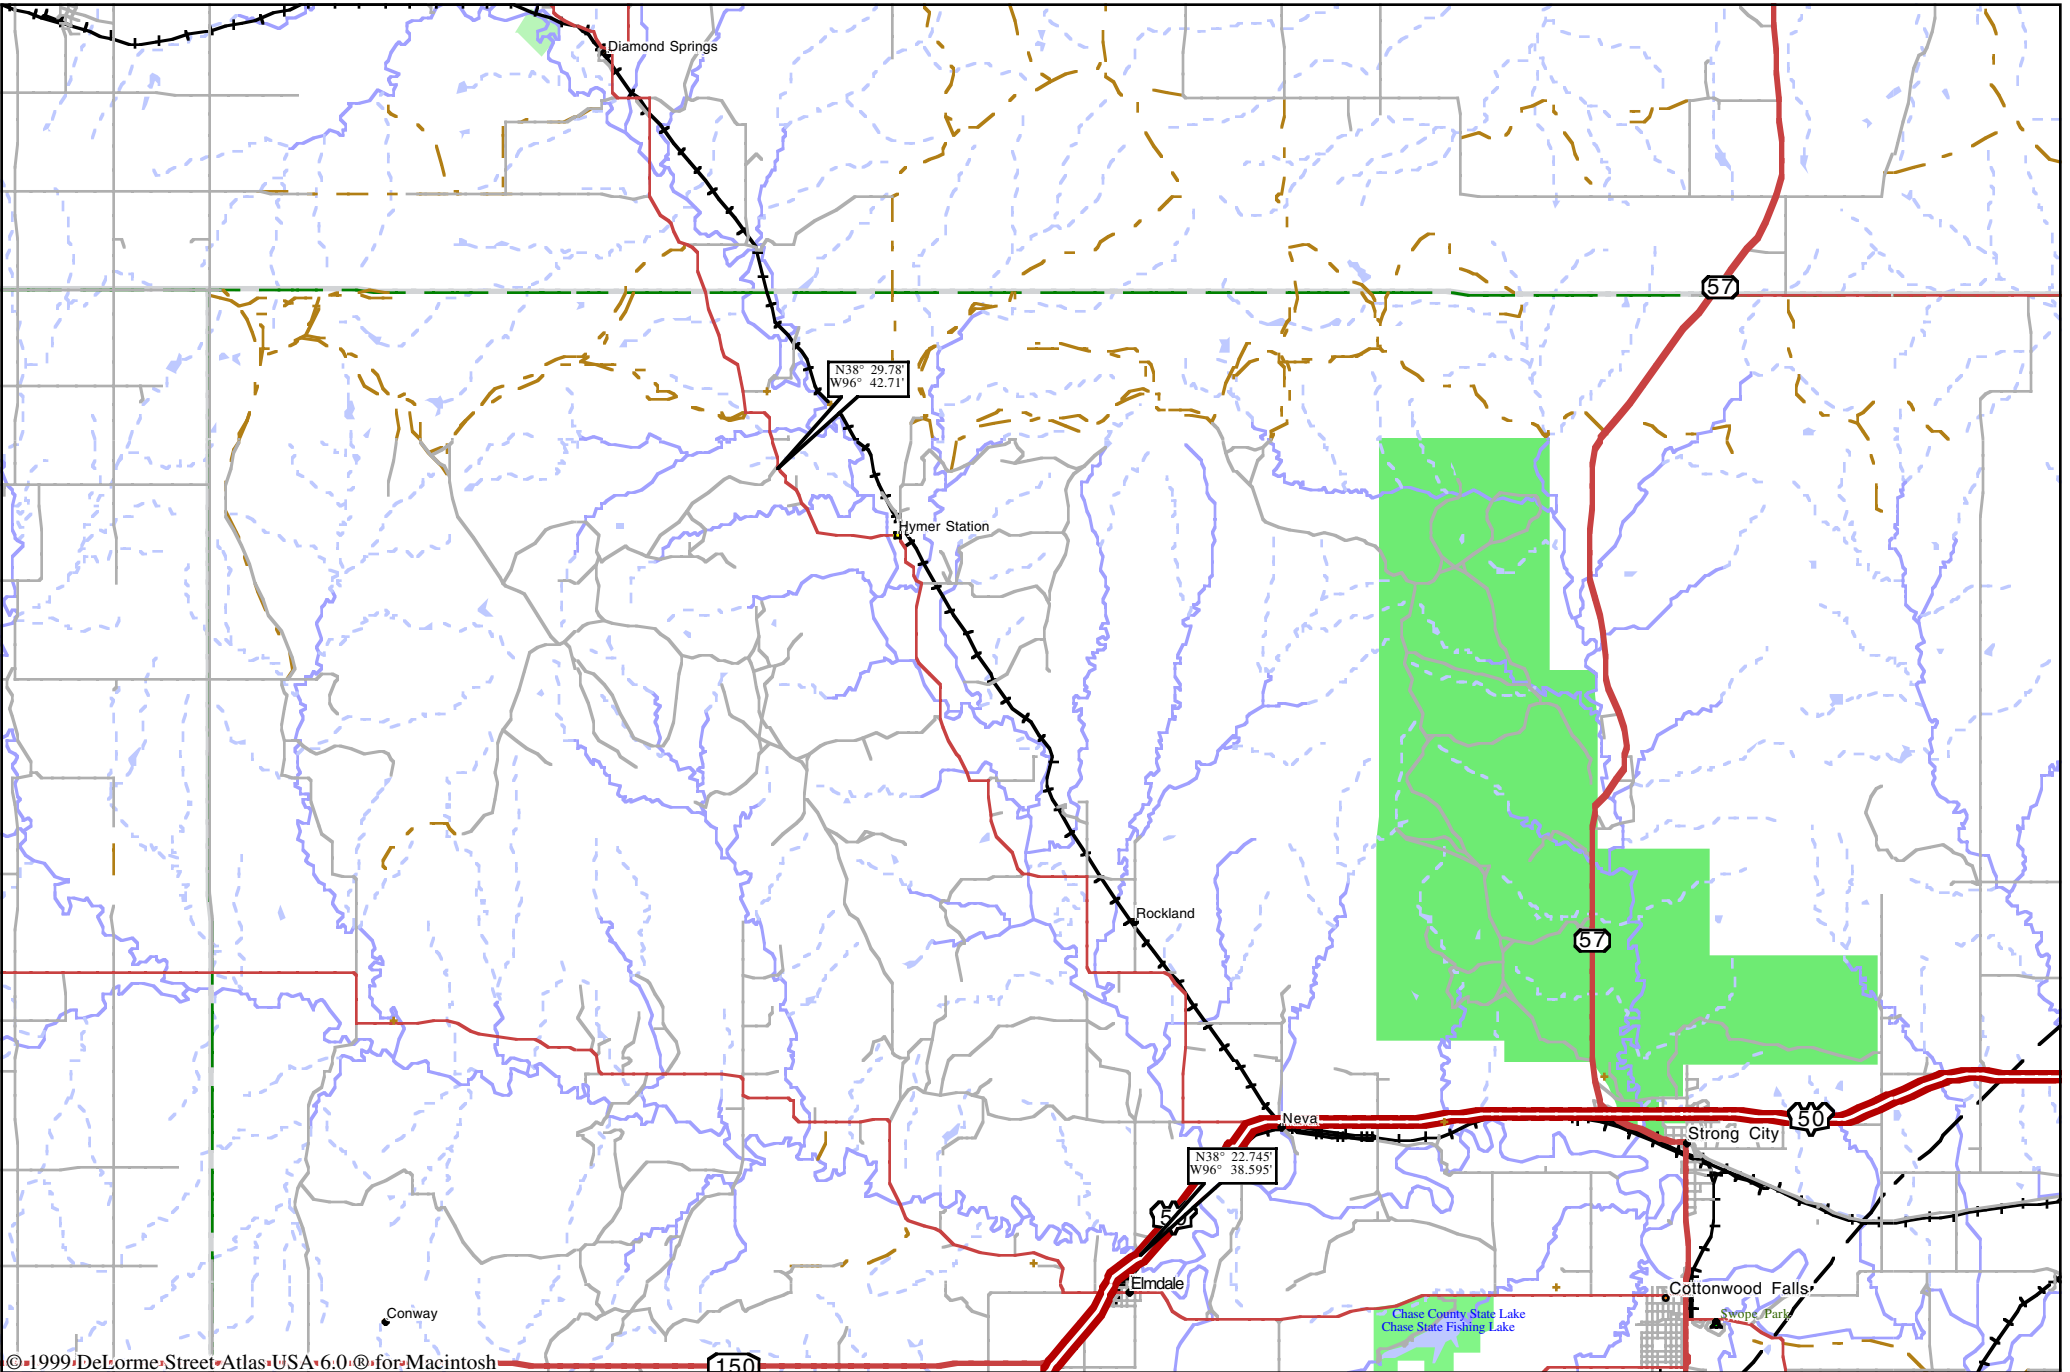 Diamond Springs
57
N38° 29.78'
W96° 42.71'
Hymer Station
Rockland
57
Neva
50
Strong City
N38° 22.745'
W96° 38.595'
50
Elmdale
Cottonwood Falls
Conway
Chase County State Lake
Chase State Fishing Lake
Swope Park
150
© 1999 DeLorme Street Atlas USA 6.0 ® for Macintosh